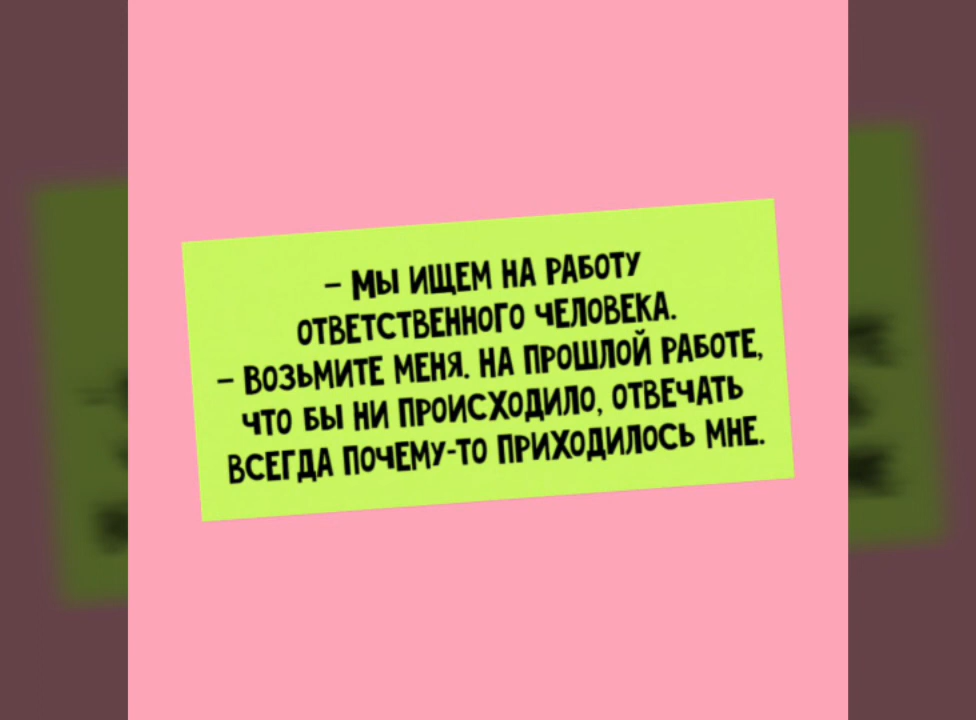 – Мы ищем на работу
ответственного человека.
– Возьмите меня. На прошлой работе,
что бы ни происходило, отвечать
всегда почему-то приходилось мне.